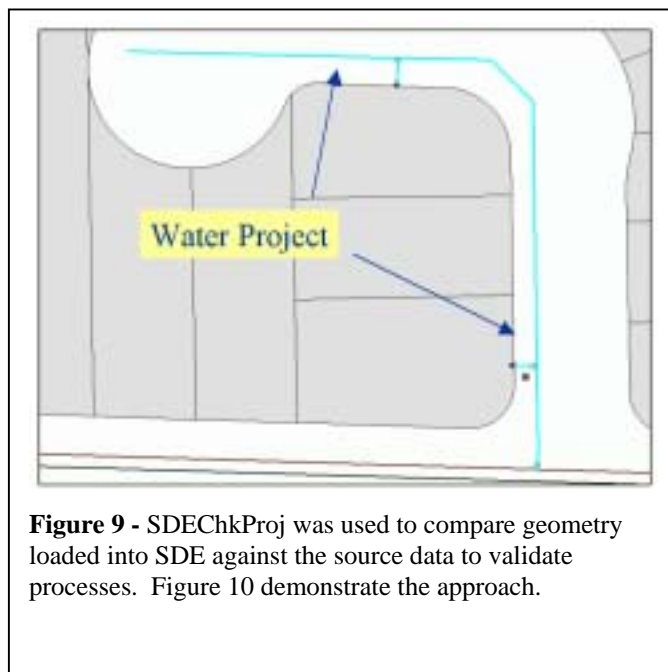 Water Project
Figure 9 - SDEChkProj was used to compare geometry
loaded into SDE against the source data to validate
processes.  Figure 10 demonstrate the approach.